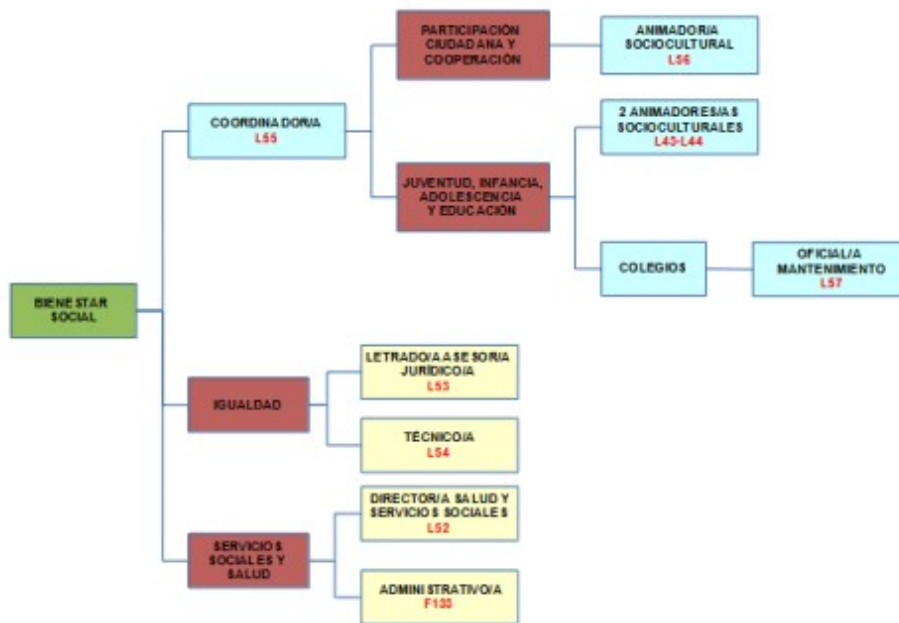 PARTICIPACIÓN
CIUDADANA Y
COOPERACIÓN
ANIMADOR/A
SOCIOCULTURAL
L56
COORDINADOR/A
L55
2 ANIMADORES/AS
SOCIOCULTURALES
L43-L44
JUVENTUD, INFANCIA,
ADOLESCENCIA
Y EDUCACIÓN
COLEGIOS
OFICIAL/A
MANTENIMIENTO
L57
BIENESTAR
SOCIAL
LETRADO/A ASESOR/A
JURÍDICO/A
L53
IGUALDAD
TÉCNICO/A
L54
DIRECTOR/A SALUD Y
SERVICIOS SOCIALES
L52
SERVICIOS
SOCIALES Y
SALUD
ADMINISTRATIVO/A
F133